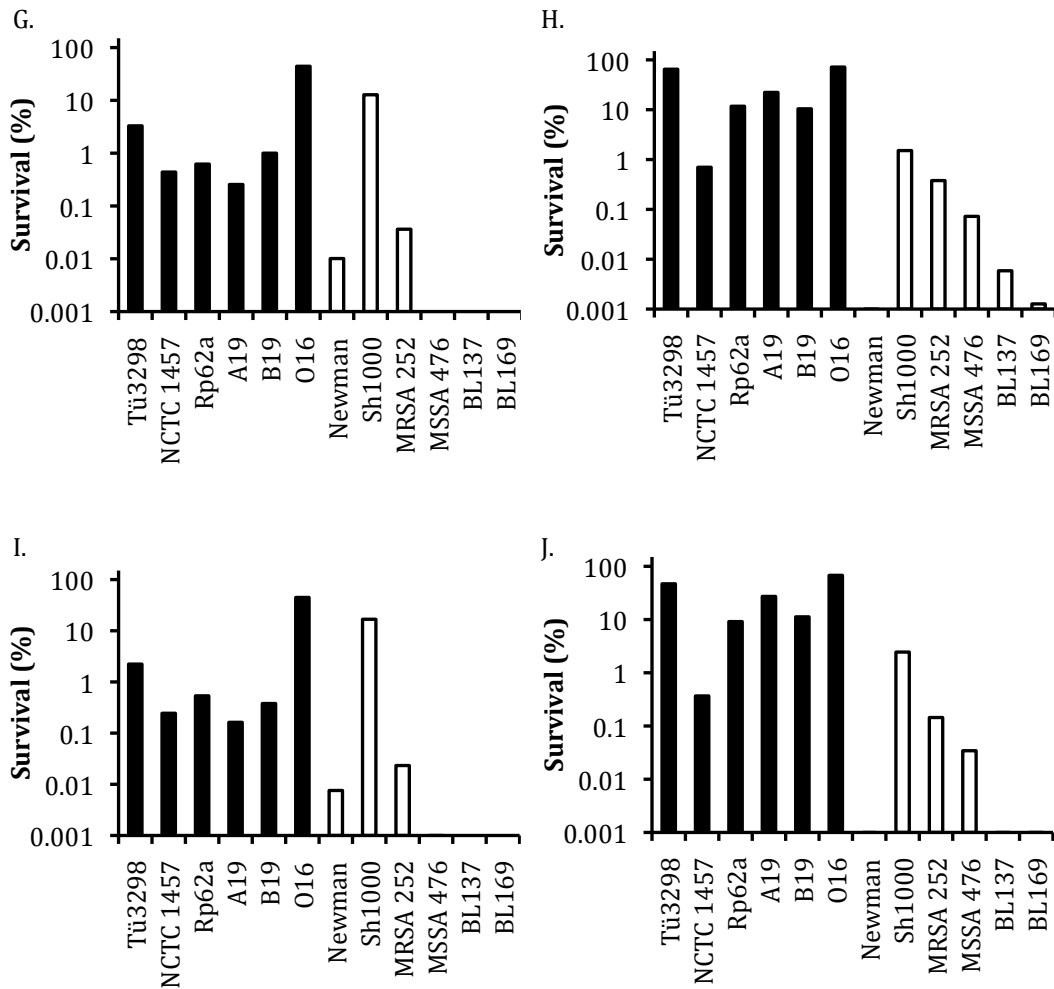 G.
Survival (%)
100
10
1
0.1
0.01
0.001
Tü3298
NCTC 1457
Rp62a
A19
B19
O16
Newman
Sh1000
MRSA 252
MSSA 476
BL137
BL169
H.
Survival (%)
100
10
1
0.1
0.01
0.001
Tü3298
NCTC 1457
Rp62a
A19
B19
O16
Newman
Sh1000
MRSA 252
MSSA 476
BL137
BL169
I.
Survival (%)
100
10
1
0.1
0.01
0.001
Tü3298
NCTC 1457
Rp62a
A19
B19
O16
Newman
Sh1000
MRSA 252
MSSA 476
BL137
BL169
J.
Survival (%)
100
10
1
0.1
0.01
0.001
Tü3298
NCTC 1457
Rp62a
A19
B19
O16
Newman
Sh1000
MRSA 252
MSSA 476
BL137
BL169